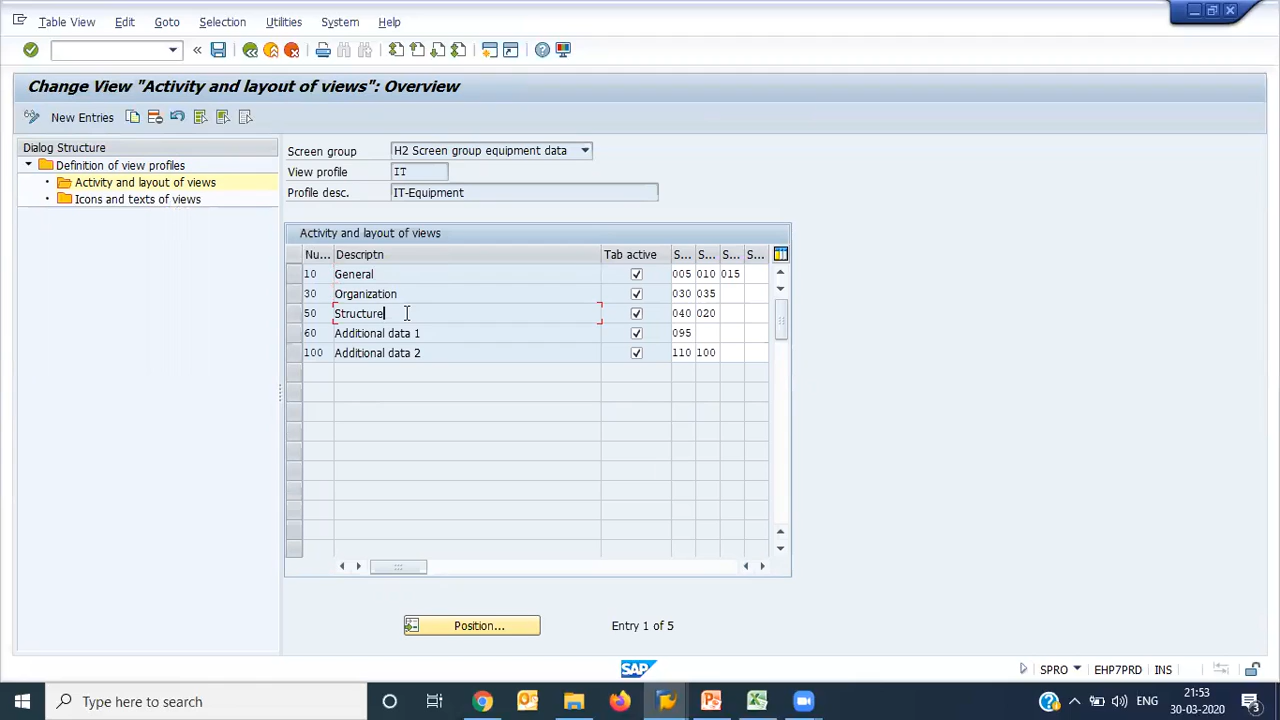 Table View Edit Goto Selection Utilities System Help
Change View "Activity and layout of views": Overview
New Entries
Dialog Structure
Definition of view profiles
Activity and layout of views
Icons and texts of views
Screen group H2 Screen group equipment data
View profile IT
Profile desc. IT-Equipment
Activity and layout of views
Nu... Descriptn Tab active S... S... S... S...
10 General 005 010 015
30 Organization 030 035
50 Structure 040 020
60 Additional data 1 095
100 Additional data 2 110 100
Position... Entry 1 of 5
SAP
SPRO EHP7PRD INS
Type here to search
ENG
21:53
30-03-2020
3